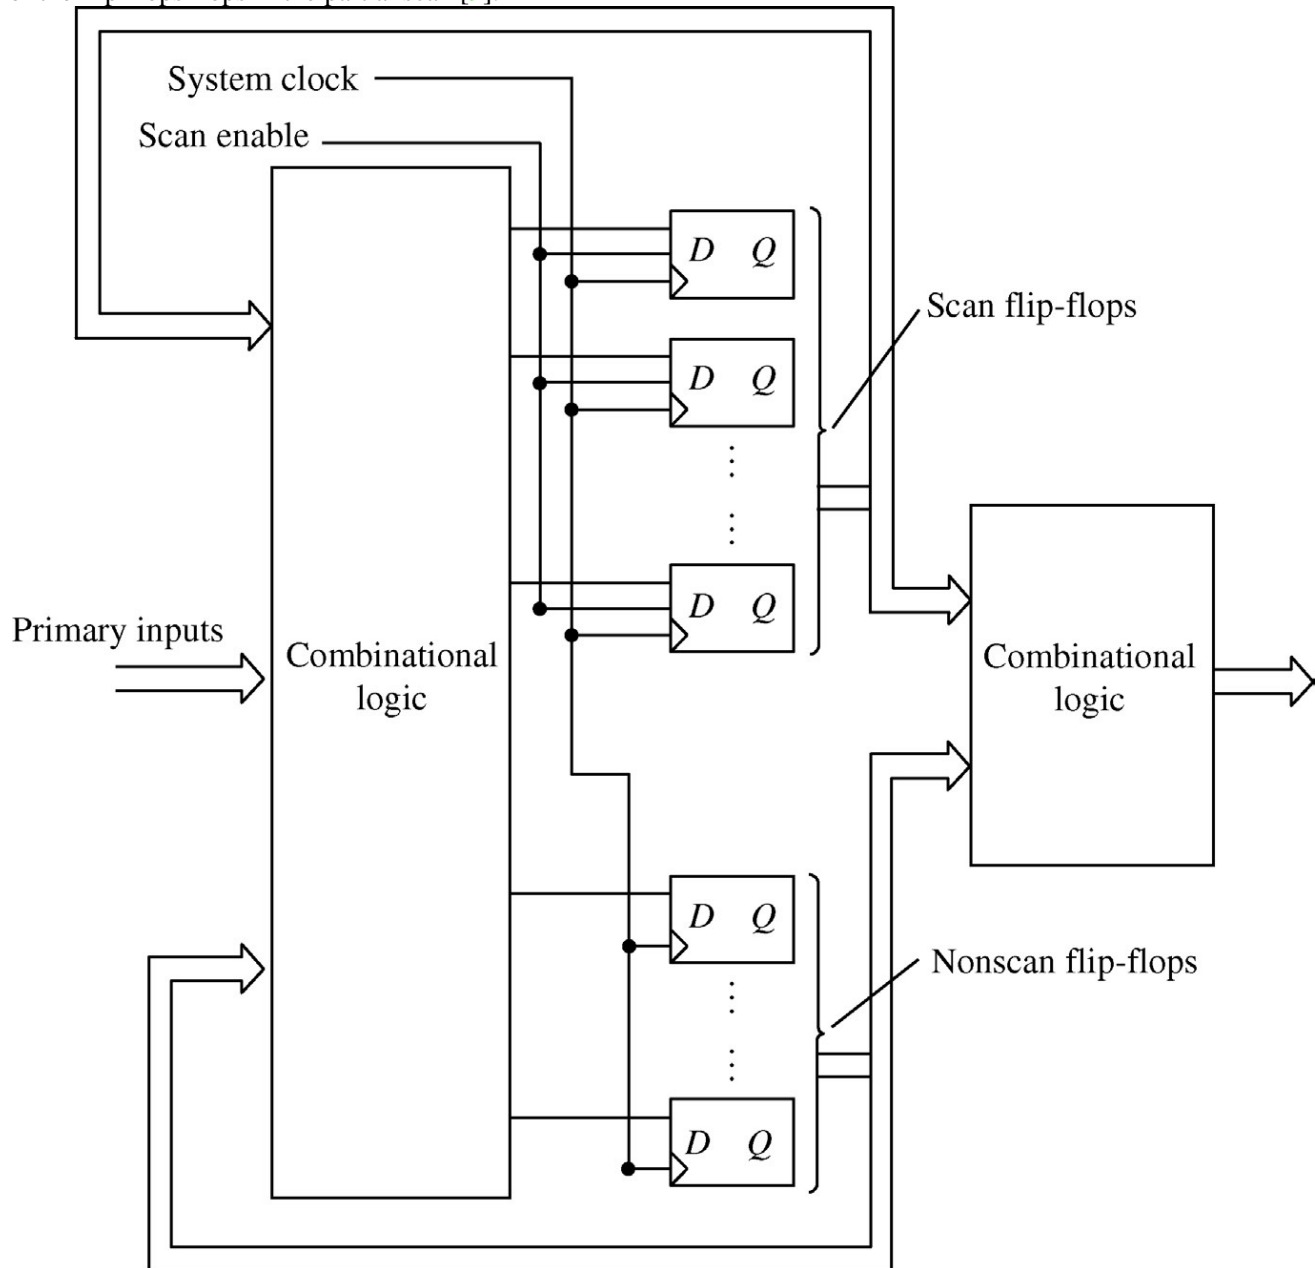 System clock
Scan enable
D Q
Scan flip-flops
D Q
D Q
Primary inputs
Combinational
logic
Combinational
logic
D Q
Nonscan flip-flops
D Q